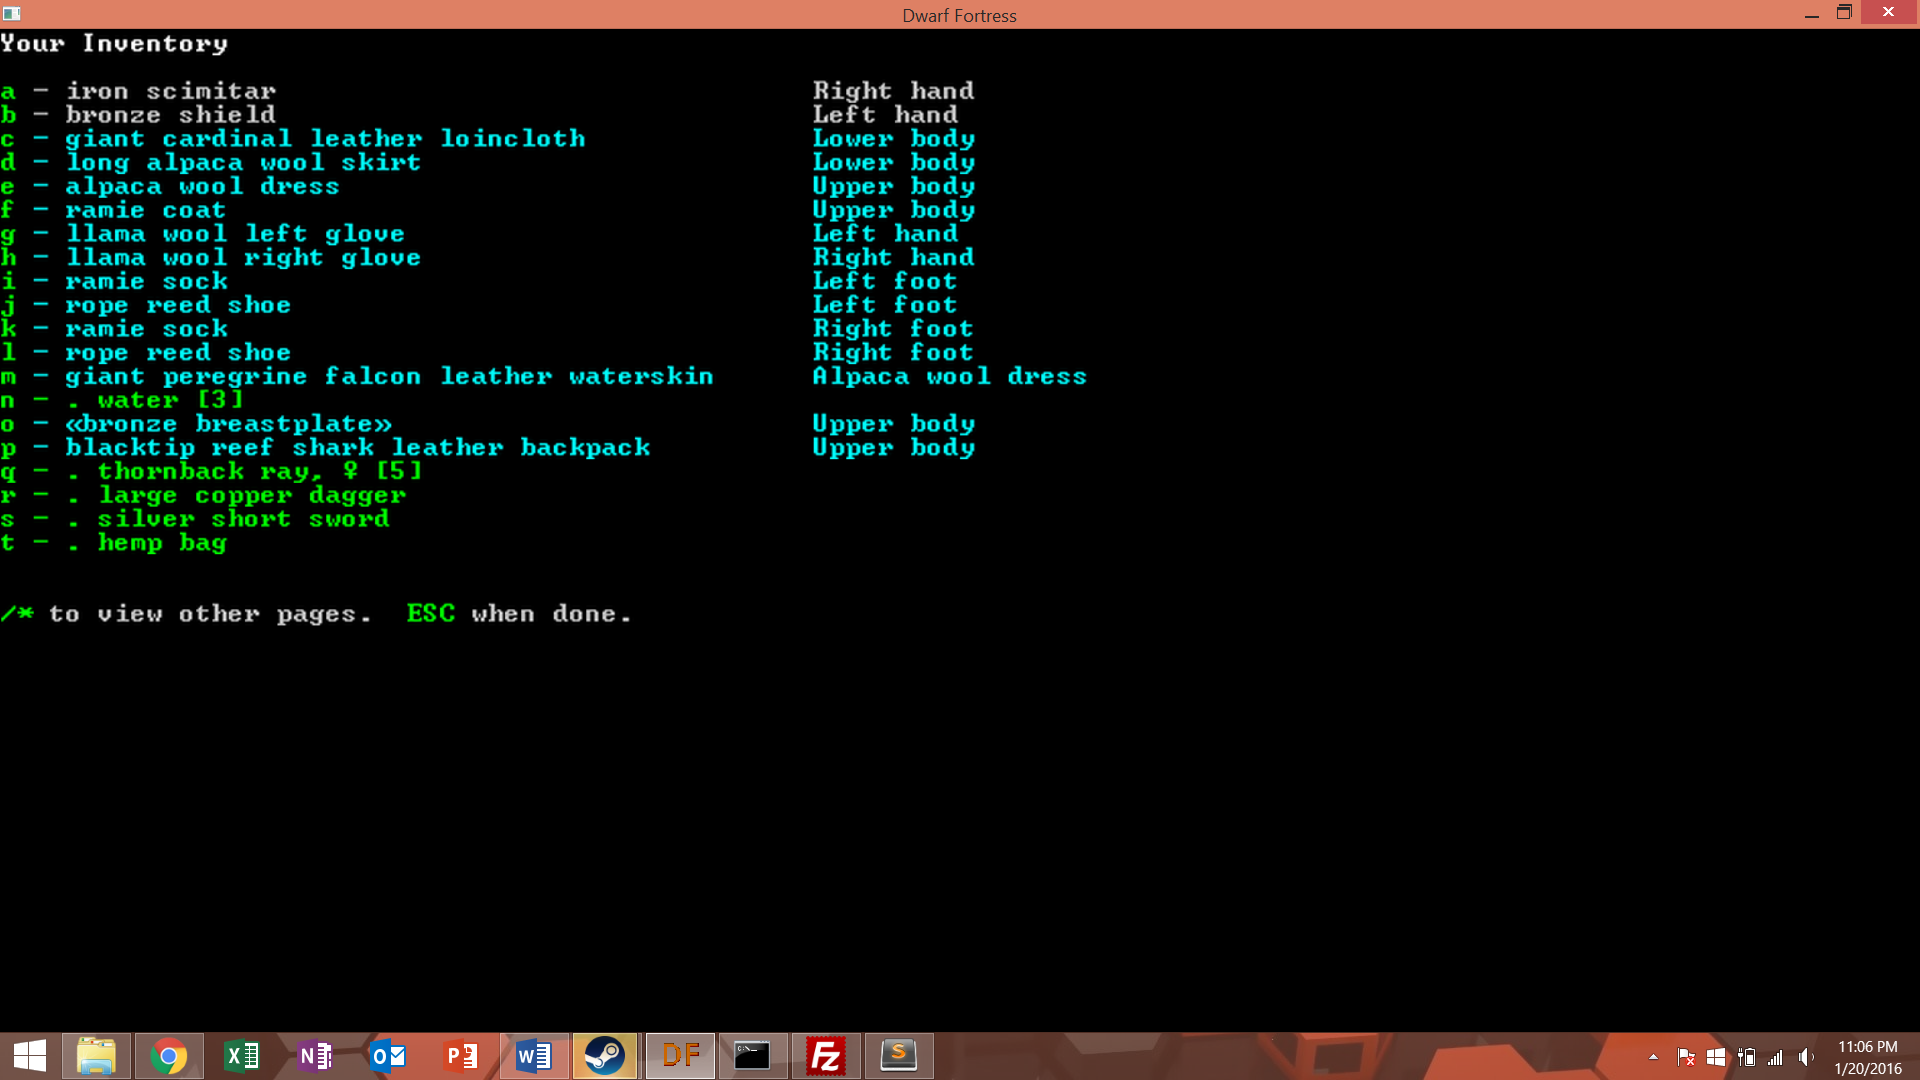 Dwarf Fortress
Your Inventory
a - iron scimitar Right hand
b - bronze shield Left hand
c - giant cardinal leather loincloth Lower body
d - long alpaca wool skirt Lower body
e - alpaca wool dress Upper body
f - ramie coat Upper body
g - llama wool left glove Left hand
h - llama wool right glove Right hand
i - ramie sock Left foot
j - rope reed shoe Left foot
k - ramie sock Right foot
l - rope reed shoe Right foot
m - giant peregrine falcon leather waterskin Alpaca wool dress
n - . water [3]
o - «bronze breastplate» Upper body
p - blacktip reef shark leather backpack Upper body
q - . thornback ray, ♀ [5]
r - . large copper dagger
s - . silver short sword
t - . hemp bag
/* to view other pages. ESC when done.
DF
Fz
S
11:06 PM
1/20/2016